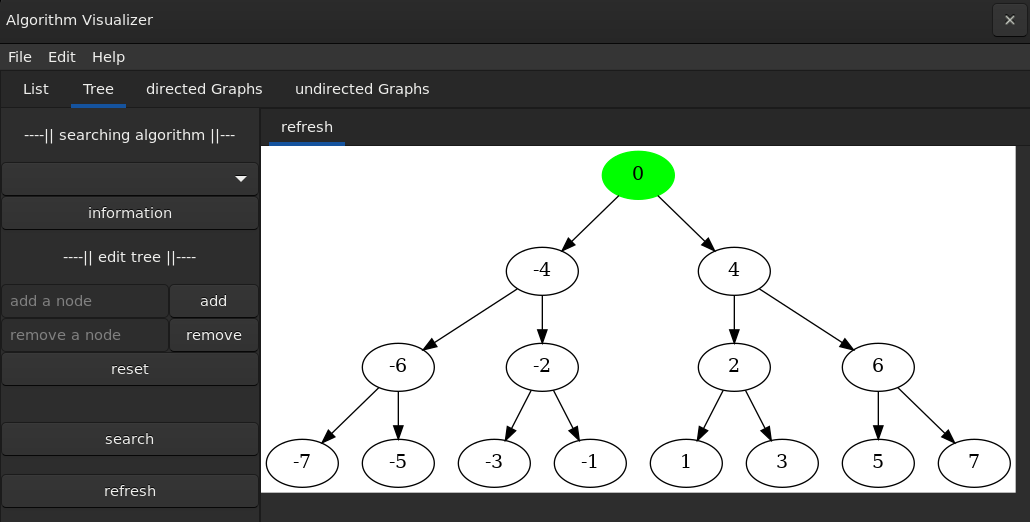 Algorithm Visualizer
File Edit Help
List Tree directed Graphs undirected Graphs
----|| searching algorithm ||---
information
----|| edit tree ||----
add a node add
remove a node remove
reset
search
refresh
refresh
0
-4 4
-6 -2 2 6
-7 -5 -3 -1 1 3 5 7